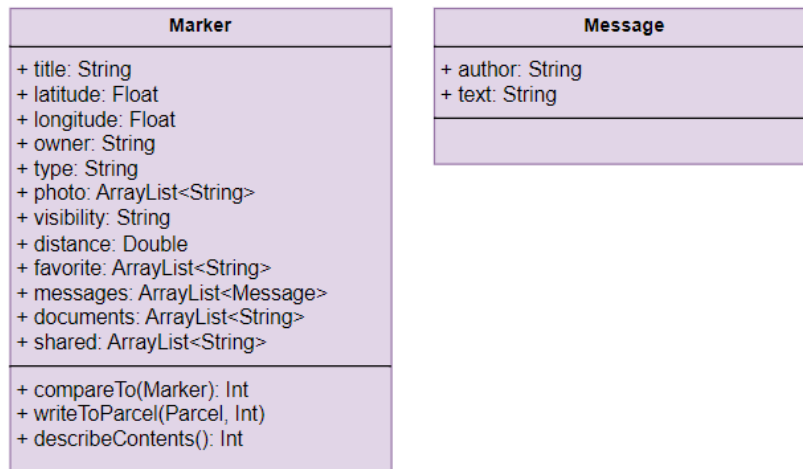 Marker
+ title: String
+ latitude: Float
+ longitude: Float
+ owner: String
+ type: String
+ photo: ArrayList<String>
+ visibility: String
+ distance: Double
+ favorite: ArrayList<String>
+ messages: ArrayList<Message>
+ documents: ArrayList<String>
+ shared: ArrayList<String>
+ compareTo(Marker): Int
+ writeToParcel(Parcel, Int)
+ describeContents(): Int
Message
+ author: String
+ text: String